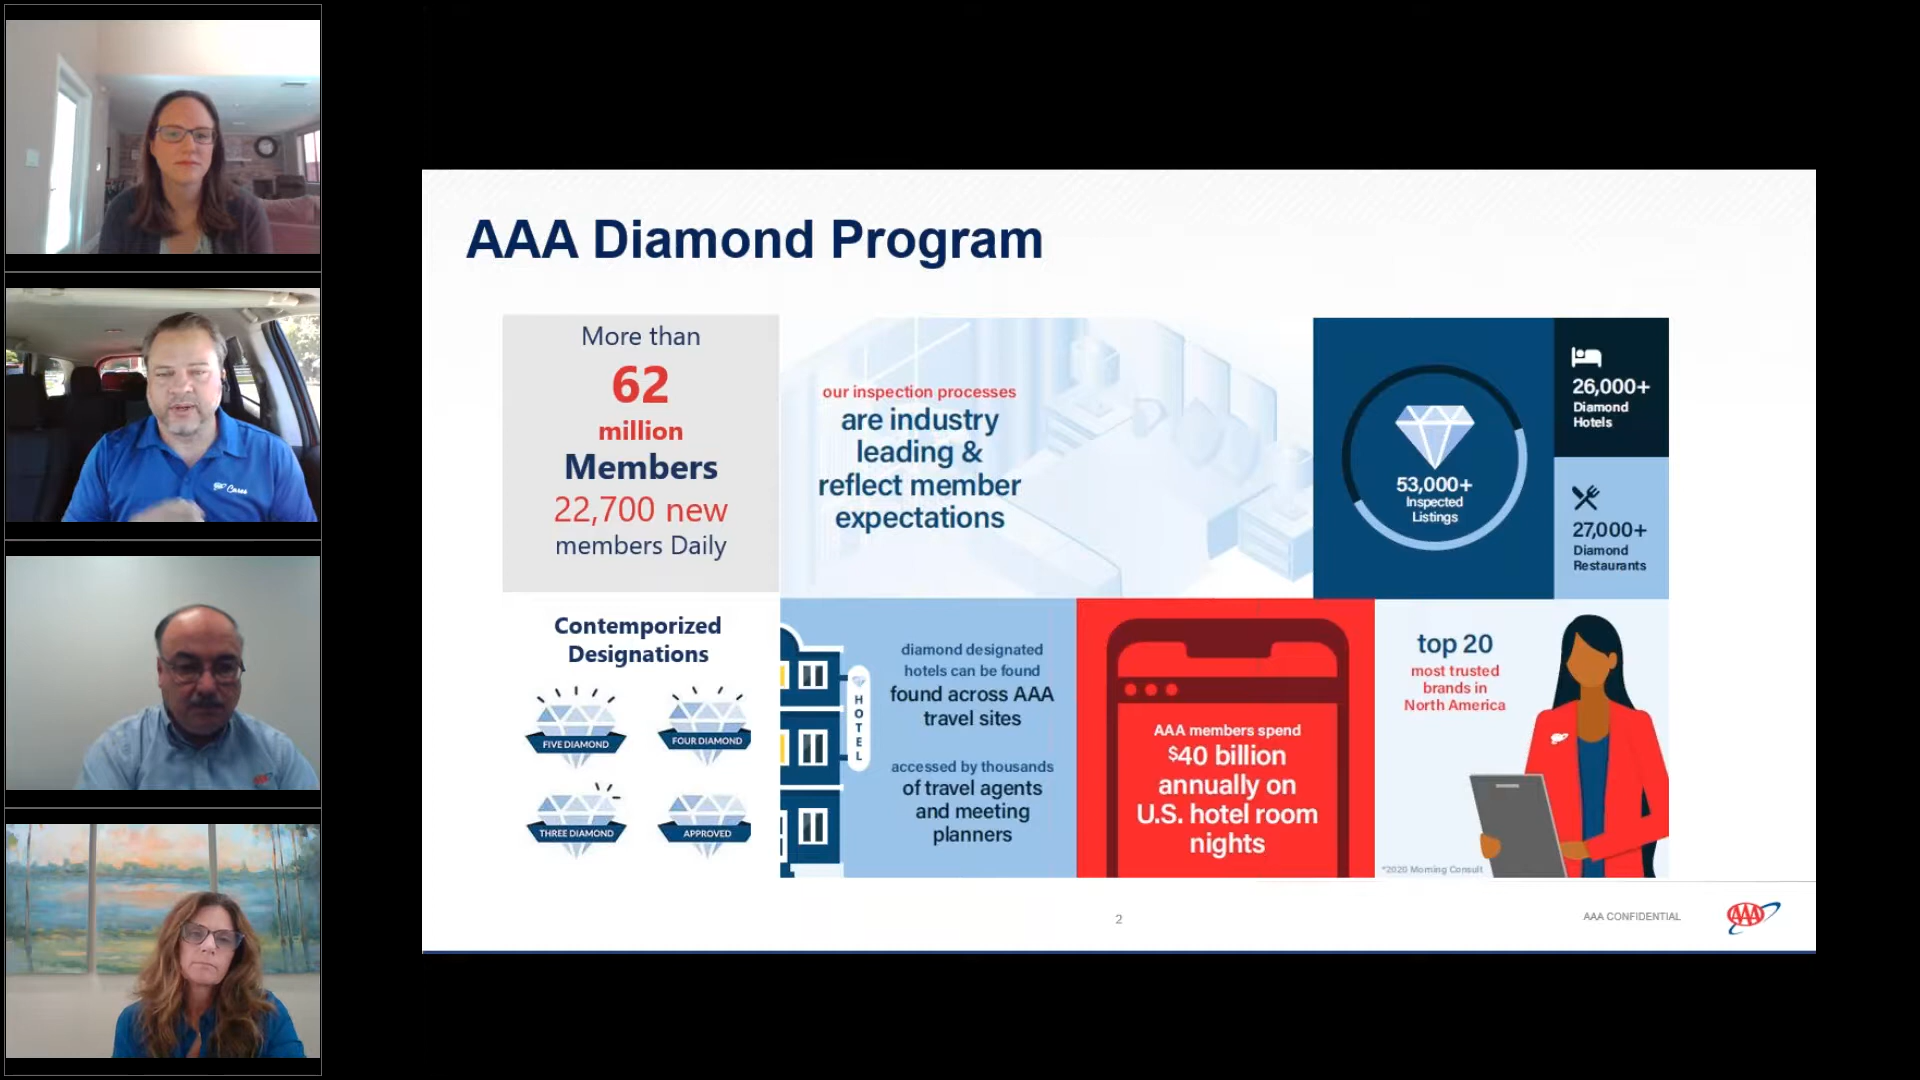 AAA Diamond Program
More than
62
million
Members
22,700 new
members Daily
our inspection processes
are industry
leading &
reflect member
expectations
53,000+
Inspected
Listings
26,000+
Diamond
Hotels
27,000+
Diamond
Restaurants
Contemporized
Designations
FIVE DIAMOND
FOUR DIAMOND
THREE DIAMOND
APPROVED
HOTEL
diamond designated
hotels can be found
found across AAA
travel sites
accessed by thousands
of travel agents
and meeting
planners
AAA members spend
$40 billion
annually on
U.S. hotel room
nights
top 20
most trusted
brands in
North America
*2020 Morning Consult
2
AAA CONFIDENTIAL
AAA
Cares